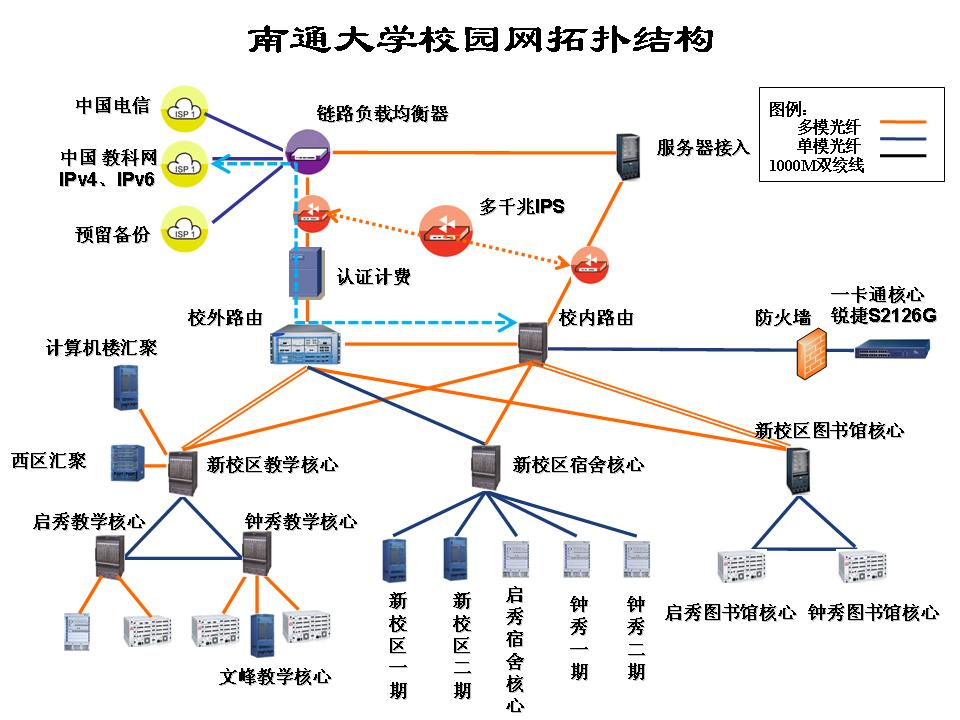 南通大学校园网拓扑结构
中国电信
ISP 1
链路负载均衡器
图例：
多模光纤
单模光纤
1000M双绞线
中国 教科网
IPv4、IPv6
ISP 1
服务器接入
预留备份
ISP 1
多千兆IPS
认证计费
校外路由
校内路由
防火墙
一卡通核心
锐捷S2126G
计算机楼汇聚
新校区图书馆核心
西区汇聚
新校区教学核心
新校区宿舍核心
启秀教学核心
钟秀教学核心
新校区一期
新校区二期
启秀宿舍核心
钟秀一期
钟秀二期
启秀图书馆核心
钟秀图书馆核心
文峰教学核心